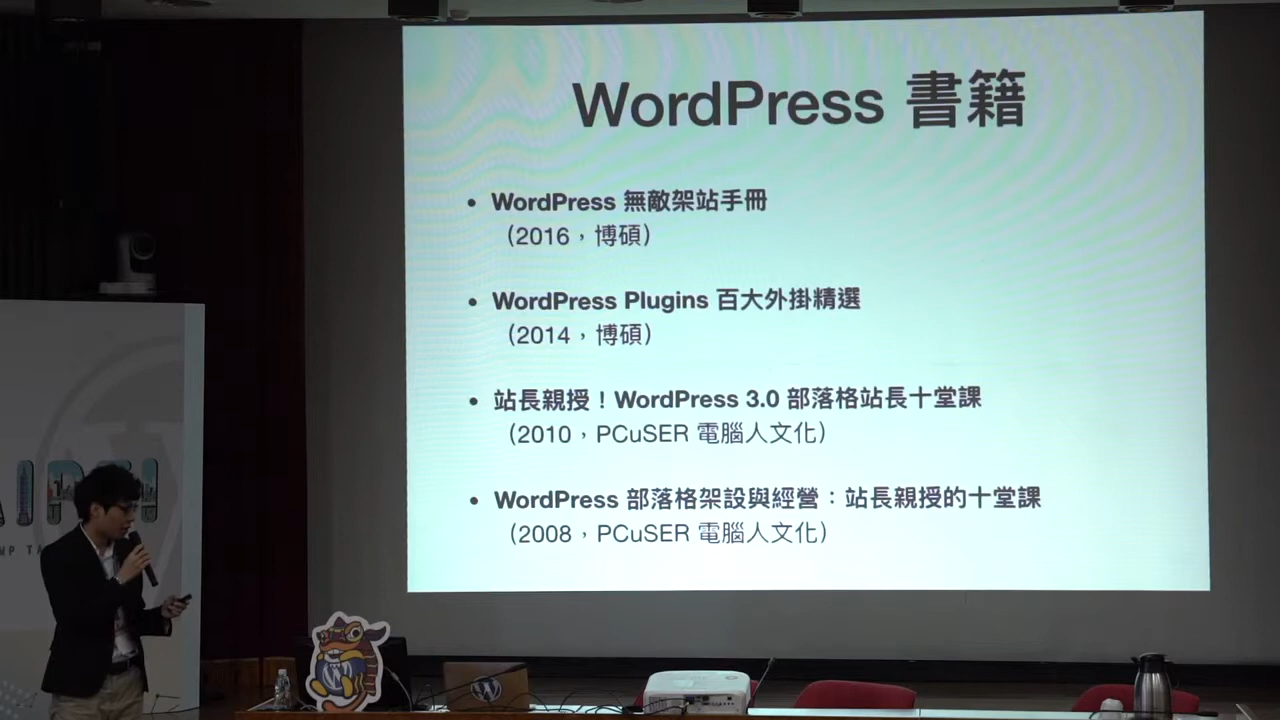 WordPress 書籍
• WordPress 無敵架站手冊
（2016，博碩）
• WordPress Plugins 百大外掛精選
（2014，博碩）
• 站長親授！WordPress 3.0 部落格站長十堂課
（2010，PCuSER 電腦人文化）
• WordPress 部落格架設與經營：站長親授的十堂課
（2008，PCuSER 電腦人文化）